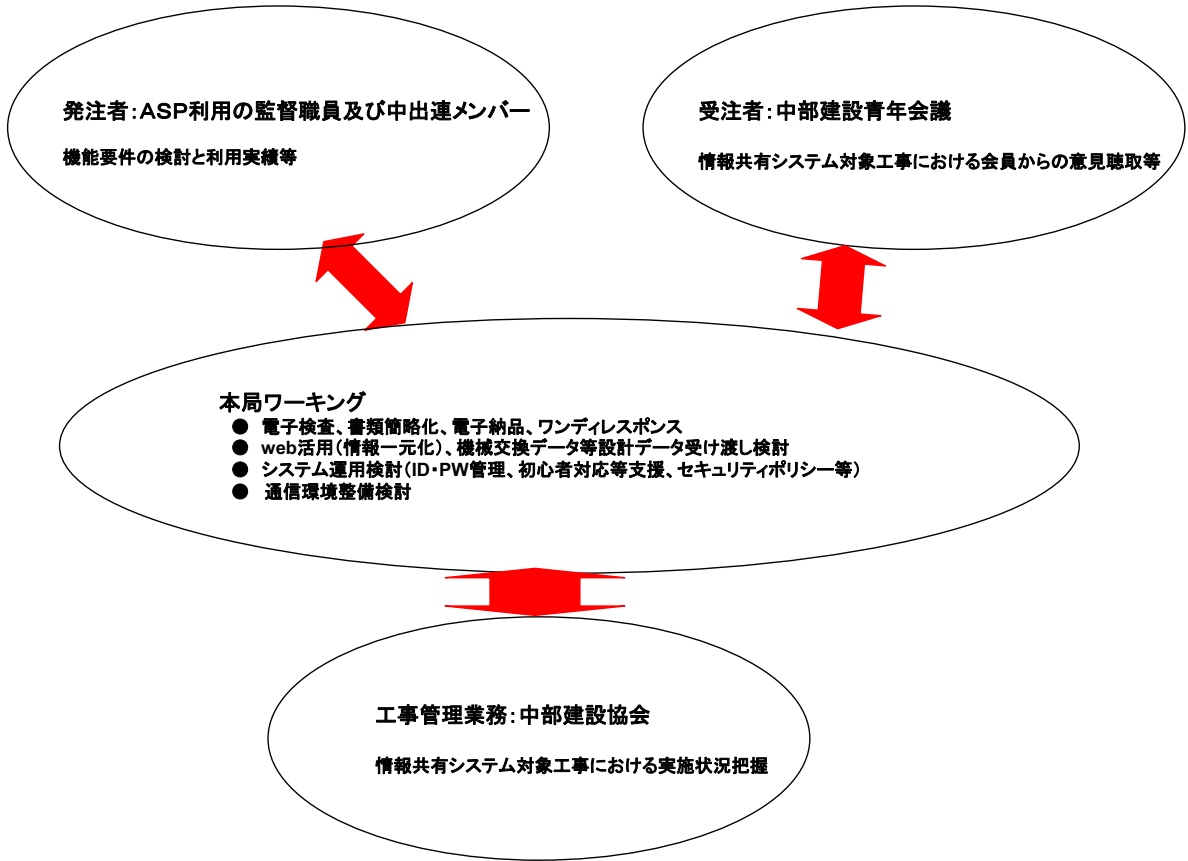 発注者：ASP利用の監督職員及び中出連メンバー
機能要件の検討と利用実績等
受注者：中部建設青年会議
情報共有システム対象工事における会員からの意見聴取等
本局ワーキング
● 電子検査、書類簡略化、電子納品、ワンディレスポンス
● web活用（情報一元化）、機械交換データ等設計データ受け渡し検討
● システム運用検討（ID・PW管理、初心者対応等支援、セキュリティポリシー等）
● 通信環境整備検討
工事管理業務：中部建設協会
情報共有システム対象工事における実施状況把握